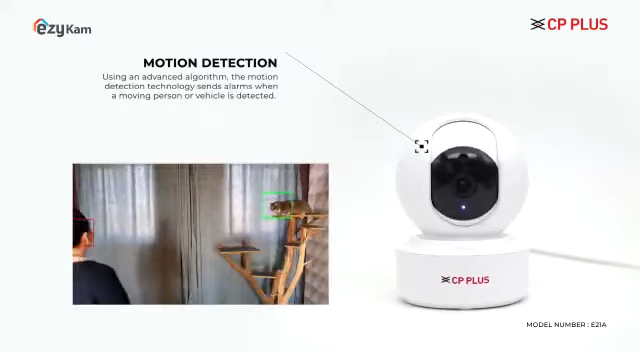 ezyKam
CP PLUS
MOTION DETECTION
Using an advanced algorithm, the motion
detection technology sends alarms when
a moving person or vehicle is detected.
CP PLUS
MODEL NUMBER : E21A